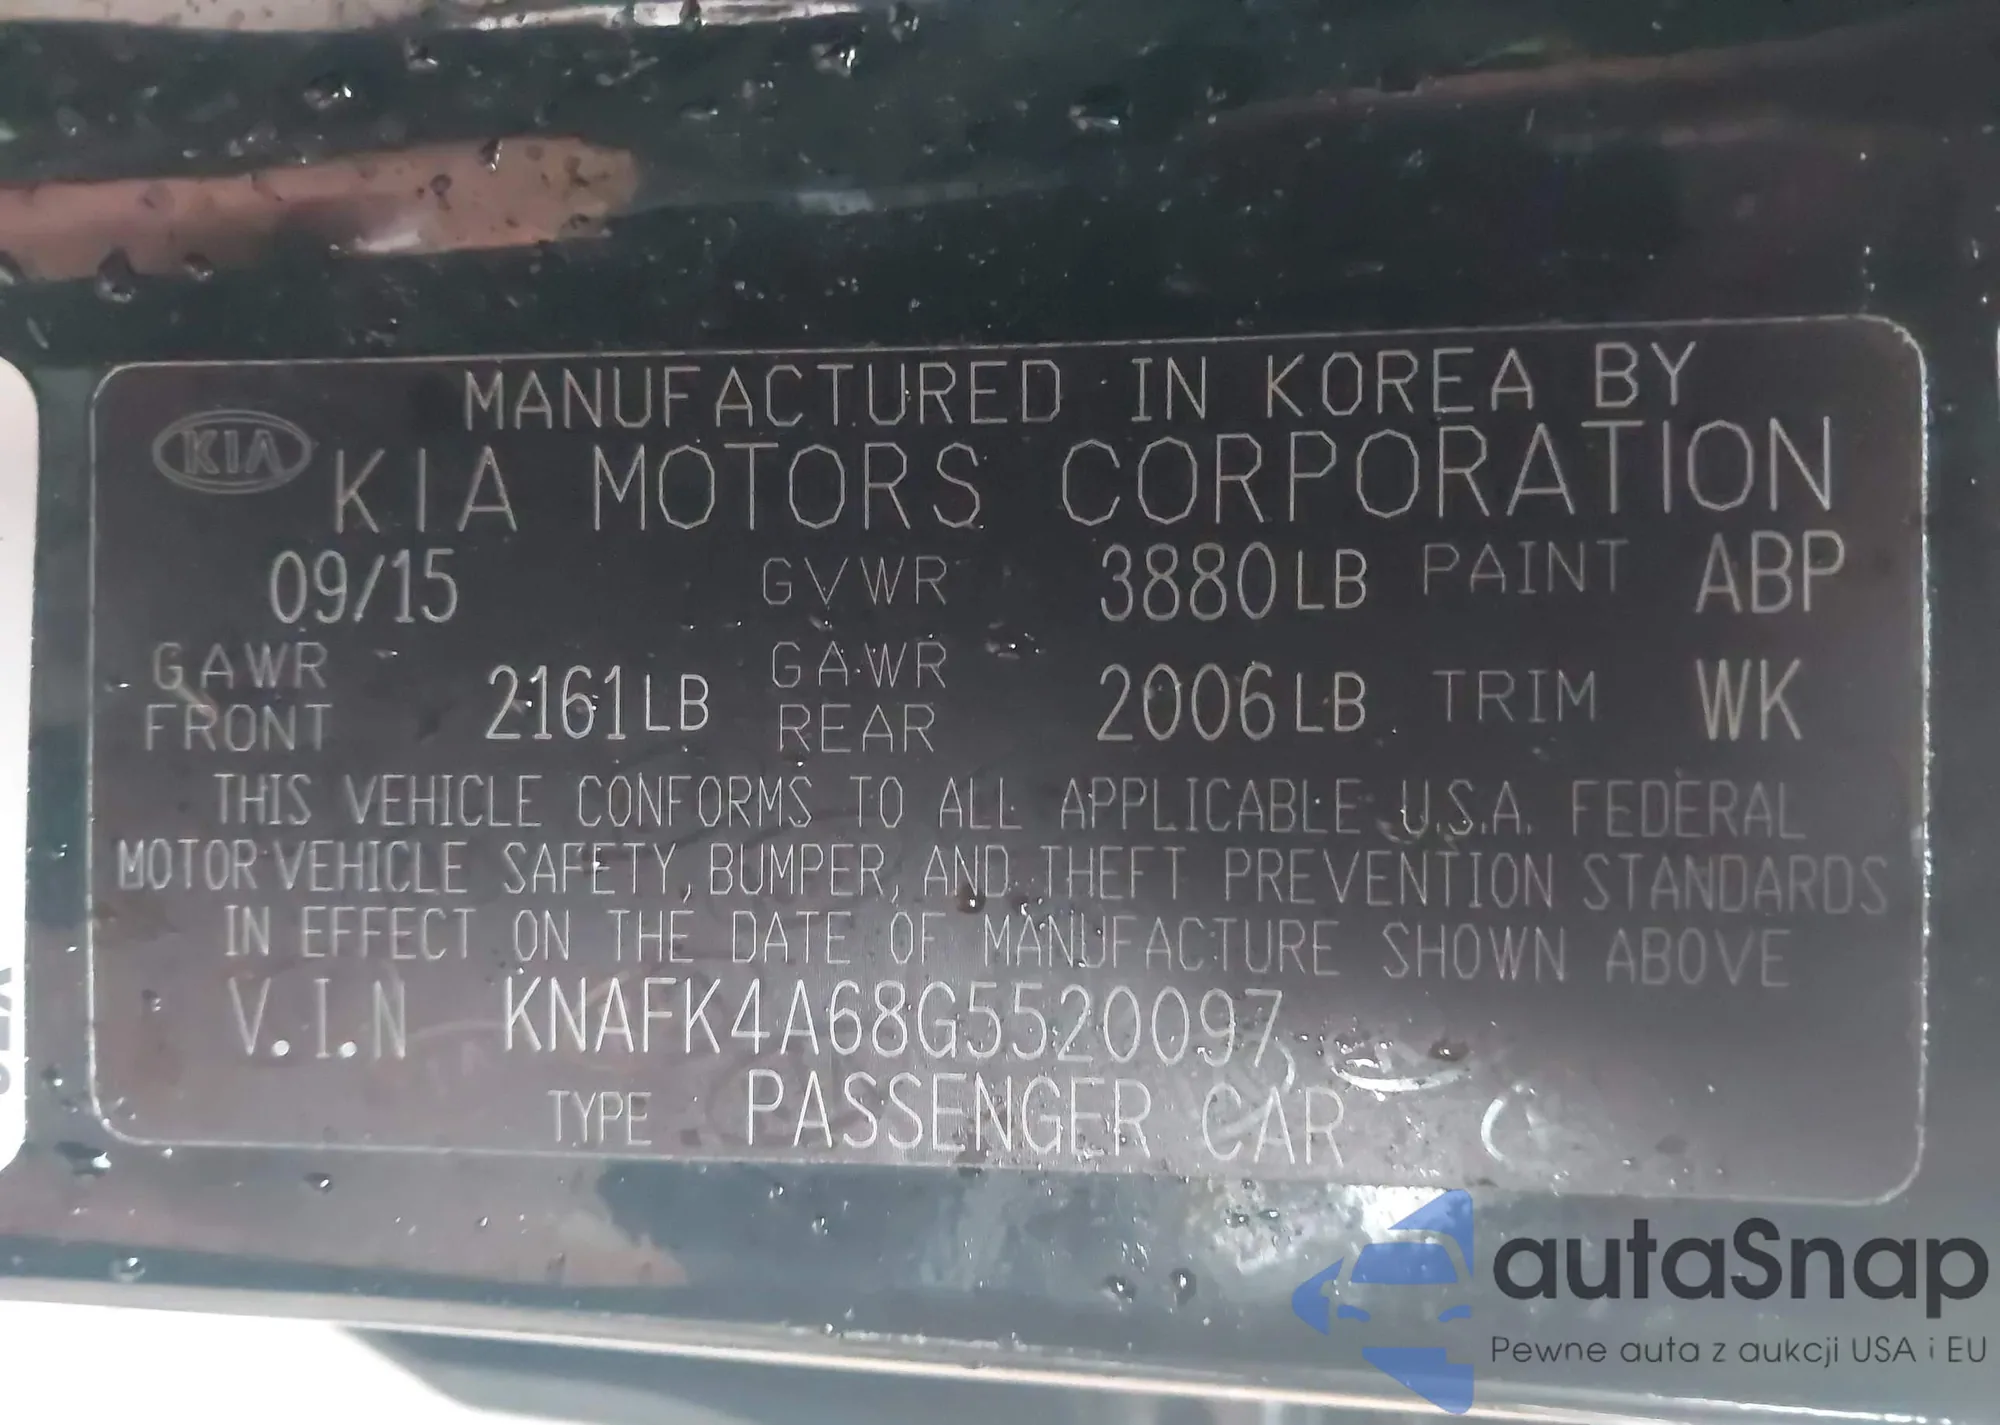 MANUFACTURED IN KOREA BY
KIA KIA MOTORS CORPORATION
09/15 GVWR 3880LB PAINT ABP
GAWR FRONT 2161LB GAWR REAR 2006LB TRIM WK
THIS VEHICLE CONFORMS TO ALL APPLICABLE U.S.A. FEDERAL
MOTOR VEHICLE SAFETY, BUMPER, AND THEFT PREVENTION STANDARDS
IN EFFECT ON THE DATE OF MANUFACTURE SHOWN ABOVE
V.I.N KNAFK4A68G5520097
TYPE PASSENGER CAR
autaSnap
Pewne auta z aukcji USA i EU